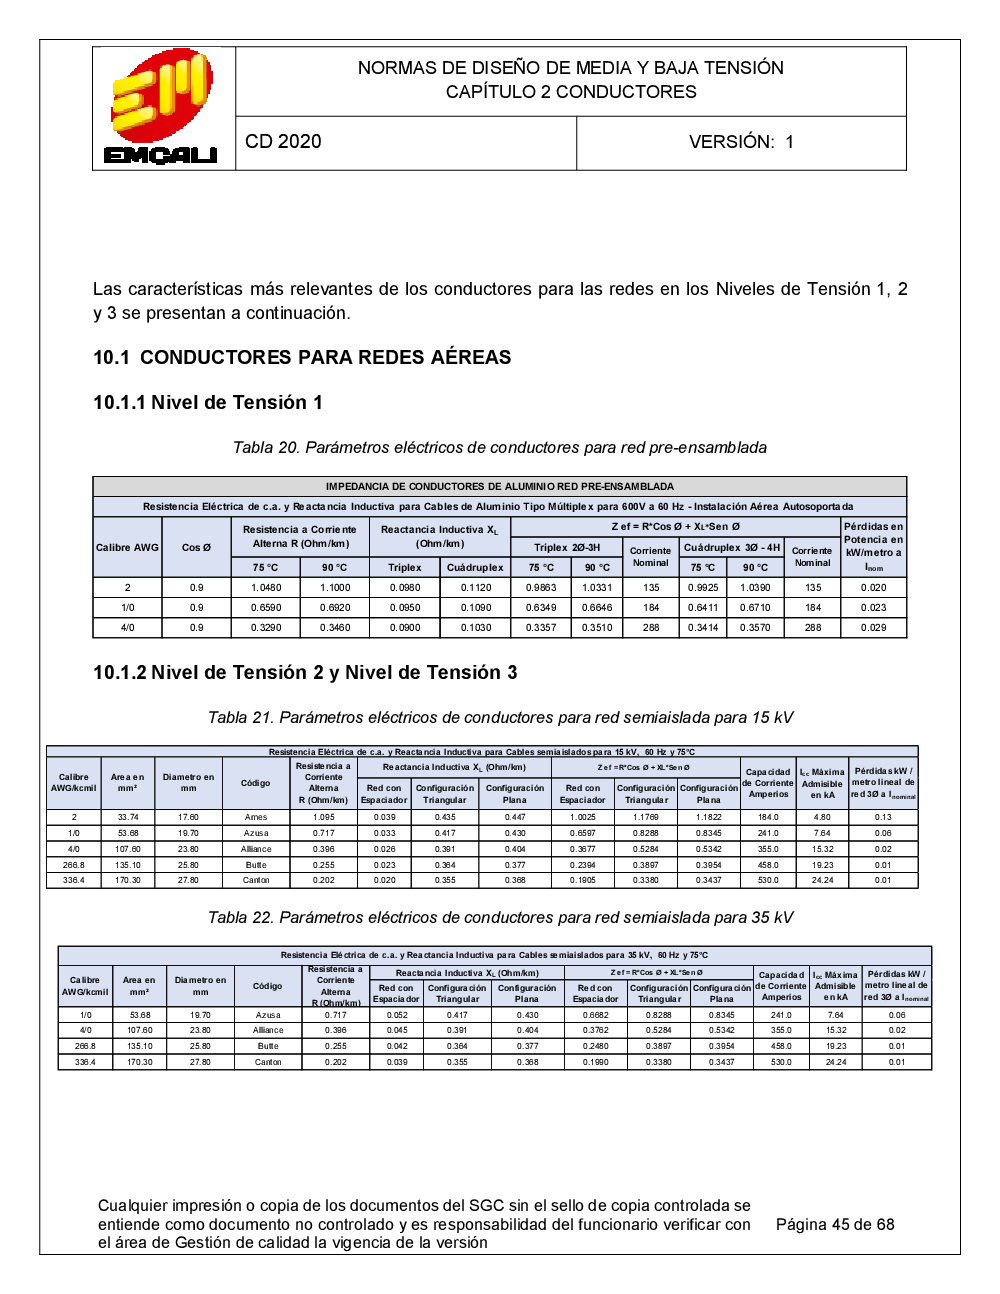 EMCALI
NORMAS DE DISEÑO DE MEDIA Y BAJA TENSIÓN
CAPÍTULO 2 CONDUCTORES
CD 2020
VERSIÓN: 1
Las características más relevantes de los conductores para las redes en los Niveles de Tensión 1, 2
y 3 se presentan a continuación.
10.1 CONDUCTORES PARA REDES AÉREAS
10.1.1 Nivel de Tensión 1
Tabla 20. Parámetros eléctricos de conductores para red pre-ensamblada
IMPEDANCIA DE CONDUCTORES DE ALUMINIO RED PRE-ENSAMBLADA
Resistencia Eléctrica de c.a. y Reactancia Inductiva para Cables de Aluminio Tipo Múltiplex para 600V a 60 Hz - Instalación Aérea Autosoportada
Calibre AWG Cos Ø Resistencia a Corriente Alterna R (Ohm/km) Reactancia Inductiva XL (Ohm/km) Z ef = R*Cos Ø + XL*Sen Ø Pérdidas en Potencia en kW/metro a Inom
Triplex 2Ø-3H Corriente Nominal Cuádruplex 3Ø - 4H Corriente Nominal
75 °C 90 °C Triplex Cuádruplex 75 °C 90 °C 75 °C 90 °C
2 0.9 1.0480 1.1000 0.0980 0.1120 0.9863 1.0331 135 0.9925 1.0390 135 0.020
1/0 0.9 0.6590 0.6920 0.0950 0.1090 0.6349 0.6646 184 0.6411 0.6710 184 0.023
4/0 0.9 0.3290 0.3460 0.0900 0.1030 0.3357 0.3510 288 0.3414 0.3570 288 0.029
10.1.2 Nivel de Tensión 2 y Nivel de Tensión 3
Tabla 21. Parámetros eléctricos de conductores para red semiaislada para 15 kV
Resistencia Eléctrica de c.a. y Reactancia Inductiva para Cables semiaislados para 15 kV, 60 Hz y 75°C
Calibre AWG/kcmil Area en mm² Diametro en mm Código Resistencia a Corriente Alterna R (Ohm/km) Reactancia Inductiva XL (Ohm/km) Z ef =R*Cos Ø + XL*Sen Ø Capacidad de Corriente Amperios Icc Máxima Admisible en kA Pérdidas kW / metro lineal de red 3Ø a Inominal
Red con Espaciador Configuración Triangular Configuración Plana Red con Espaciador Configuración Triangular Configuración Plana
2 33.74 17.60 Ames 1.095 0.039 0.435 0.447 1.0025 1.1769 1.1822 184.0 4.80 0.13
1/0 53.68 19.70 Azusa 0.717 0.033 0.417 0.430 0.6597 0.8288 0.8345 241.0 7.64 0.06
4/0 107.60 23.80 Alliance 0.396 0.026 0.391 0.404 0.3677 0.5284 0.5342 355.0 15.32 0.02
266.8 135.10 25.80 Butte 0.255 0.023 0.364 0.377 0.2394 0.3897 0.3954 458.0 19.23 0.01
336.4 170.30 27.80 Canton 0.202 0.020 0.355 0.368 0.1905 0.3380 0.3437 530.0 24.24 0.01
Tabla 22. Parámetros eléctricos de conductores para red semiaislada para 35 kV
Resistencia Eléctrica de c.a. y Reactancia Inductiva para Cables semiaislados para 35 kV, 60 Hz y 75°C
Calibre AWG/kcmil Area en mm² Diametro en mm Código Resistencia a Corriente Alterna R (Ohm/km) Reactancia Inductiva XL (Ohm/km) Z ef =R*Cos Ø + XL*Sen Ø Capacidad de Corriente Amperios Icc Máxima Admisible en kA Pérdidas kW / metro lineal de red 3Ø a Inominal
Red con Espaciador Configuración Triangular Configuración Plana Red con Espaciador Configuración Triangular Configuración Plana
1/0 53.68 19.70 Azusa 0.717 0.052 0.417 0.430 0.6682 0.8288 0.8345 241.0 7.64 0.06
4/0 107.60 23.80 Alliance 0.396 0.045 0.391 0.404 0.3762 0.5284 0.5342 355.0 15.32 0.02
266.8 135.10 25.80 Butte 0.255 0.042 0.364 0.377 0.2480 0.3897 0.3954 458.0 19.23 0.01
336.4 170.30 27.80 Canton 0.202 0.039 0.355 0.368 0.1990 0.3380 0.3437 530.0 24.24 0.01
Cualquier impresión o copia de los documentos del SGC sin el sello de copia controlada se
entiende como documento no controlado y es responsabilidad del funcionario verificar con
el área de Gestión de calidad la vigencia de la versión
Página 45 de 68